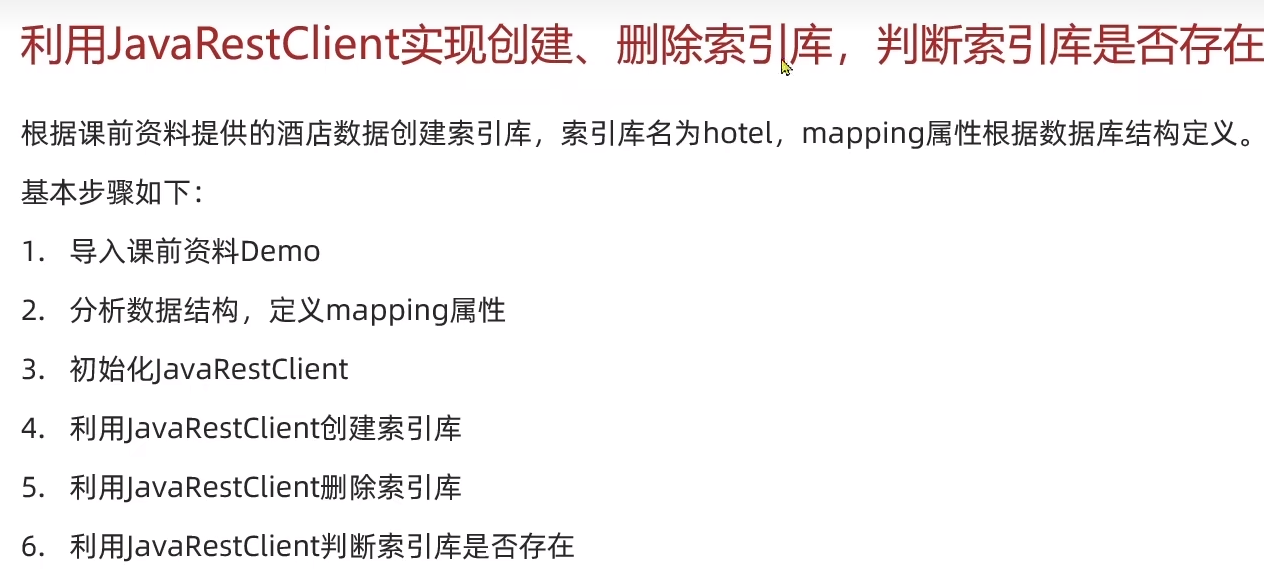 利用JavaRestClient实现创建、删除索引库，判断索引库是否存在
根据课前资料提供的酒店数据创建索引库，索引库名为hotel，mapping属性根据数据库结构定义。
基本步骤如下：
1. 导入课前资料Demo
2. 分析数据结构，定义mapping属性
3. 初始化JavaRestClient
4. 利用JavaRestClient创建索引库
5. 利用JavaRestClient删除索引库
6. 利用JavaRestClient判断索引库是否存在